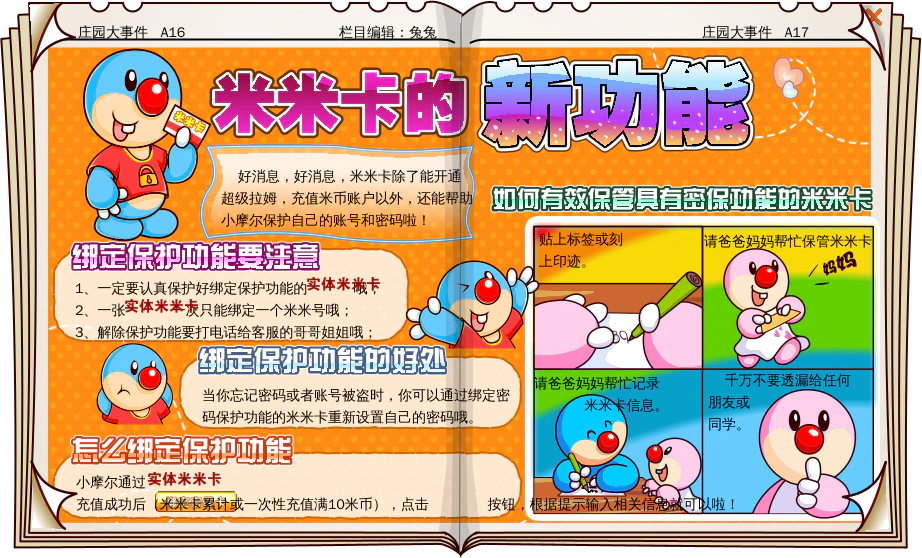 庄园大事件 A16
栏目编辑：兔兔
庄园大事件 A17
米米卡的新功能
米米卡
好消息，好消息，米米卡除了能开通
超级拉姆，充值米币账户以外，还能帮助
小摩尔保护自己的账号和密码啦！
绑定保护功能要注意
1、一定要认真保护好绑定保护功能的实体米米卡哦；
2、一张实体米米卡次只能绑定一个米米号哦；
3、解除保护功能要打电话给客服的哥哥姐姐哦；
绑定保护功能的好处
当你忘记密码或者账号被盗时，你可以通过绑定密
码保护功能的米米卡重新设置自己的密码哦。
怎么绑定保护功能
小摩尔通过实体米米卡
充值成功后（米米卡累计或一次性充值满10米币），点击 按钮，根据提示输入相关信息就可以啦！
如何有效保管具有密保功能的米米卡
贴上标签或刻
上印迹。
请爸爸妈妈帮忙保管米米卡
妈妈
请爸爸妈妈帮忙记录
米米卡信息。
千万不要透漏给任何
朋友或
同学。